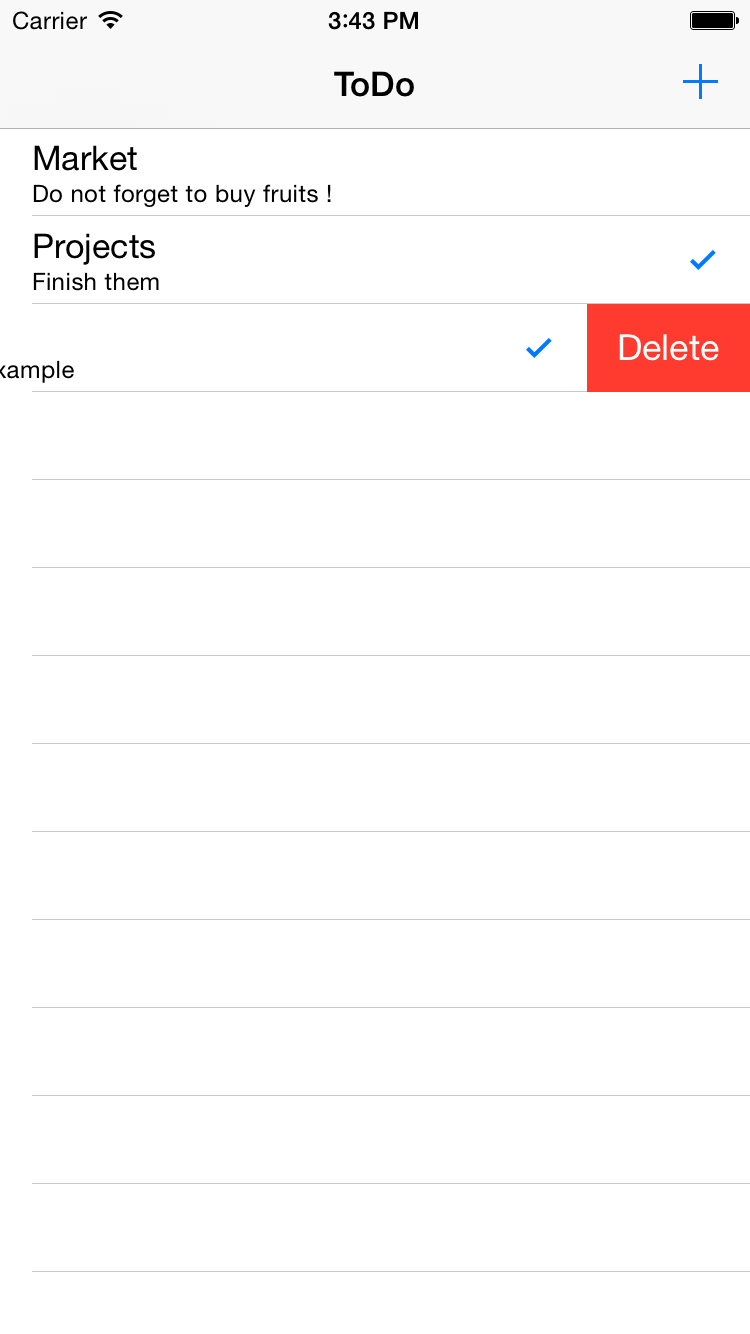 Carrier 3:43 PM
ToDo
Market
Do not forget to buy fruits !
Projects
Finish them
xample
Delete